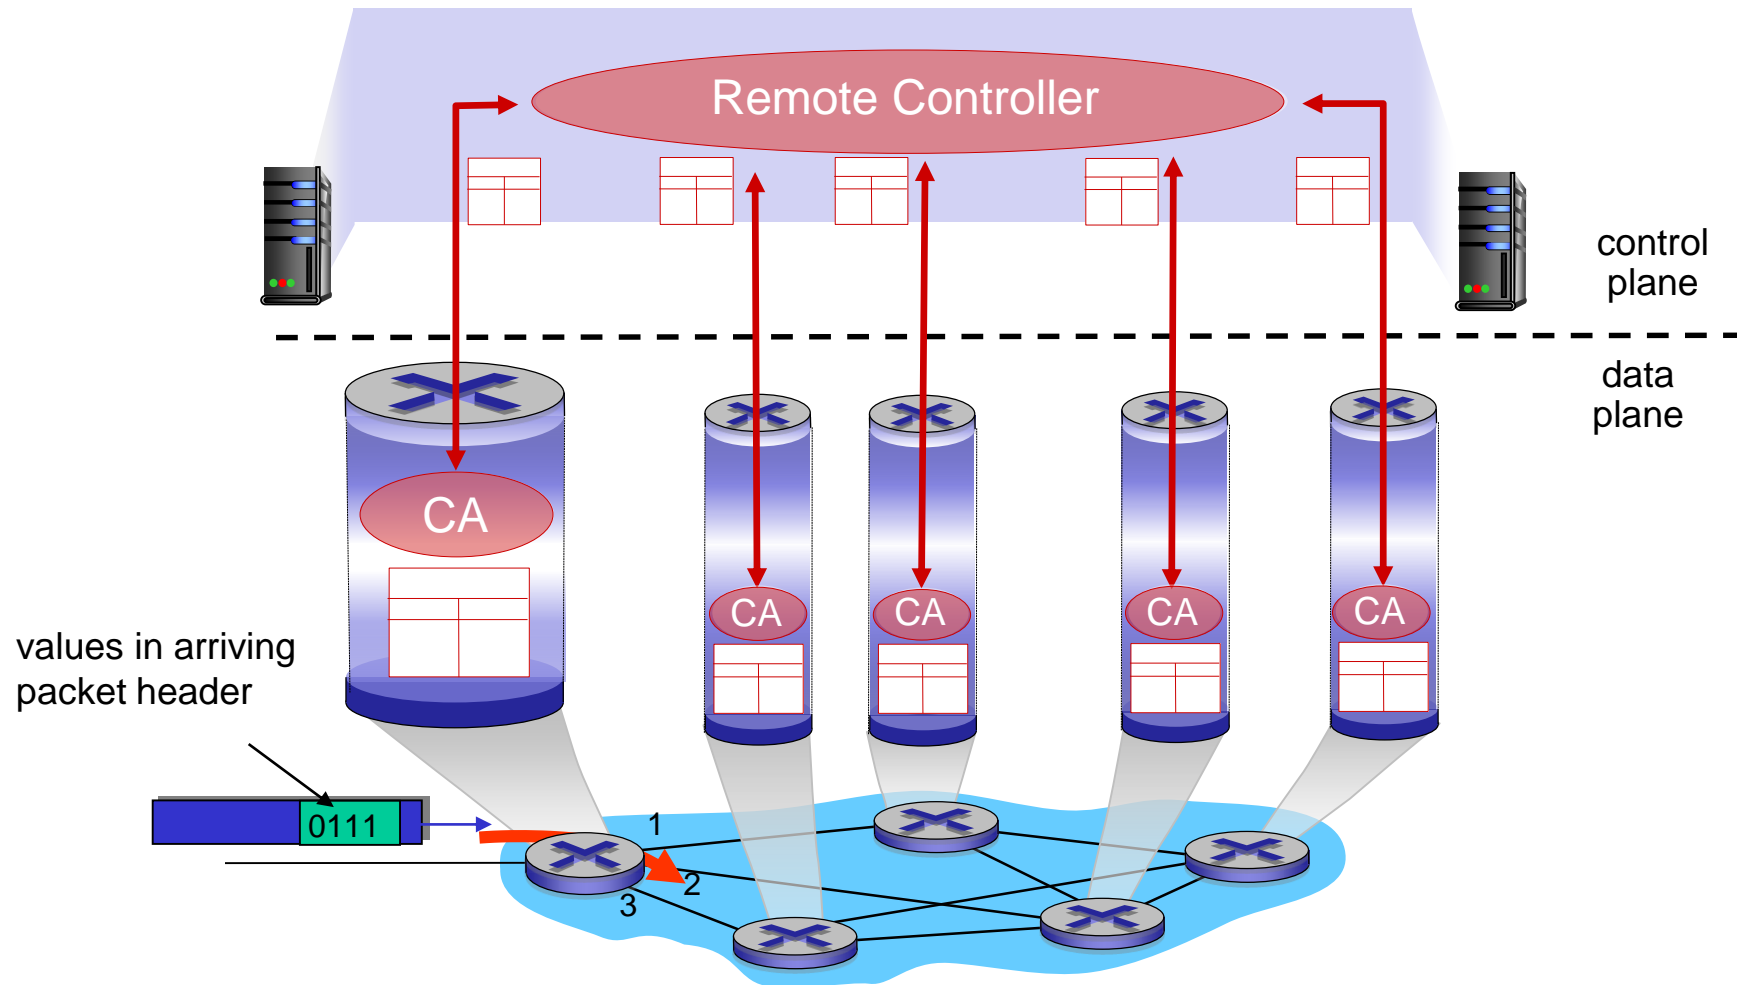 Remote Controller
control
plane
data
plane
CA
CA
CA
CA
CA
values in arriving
packet header
0111
1
2
3